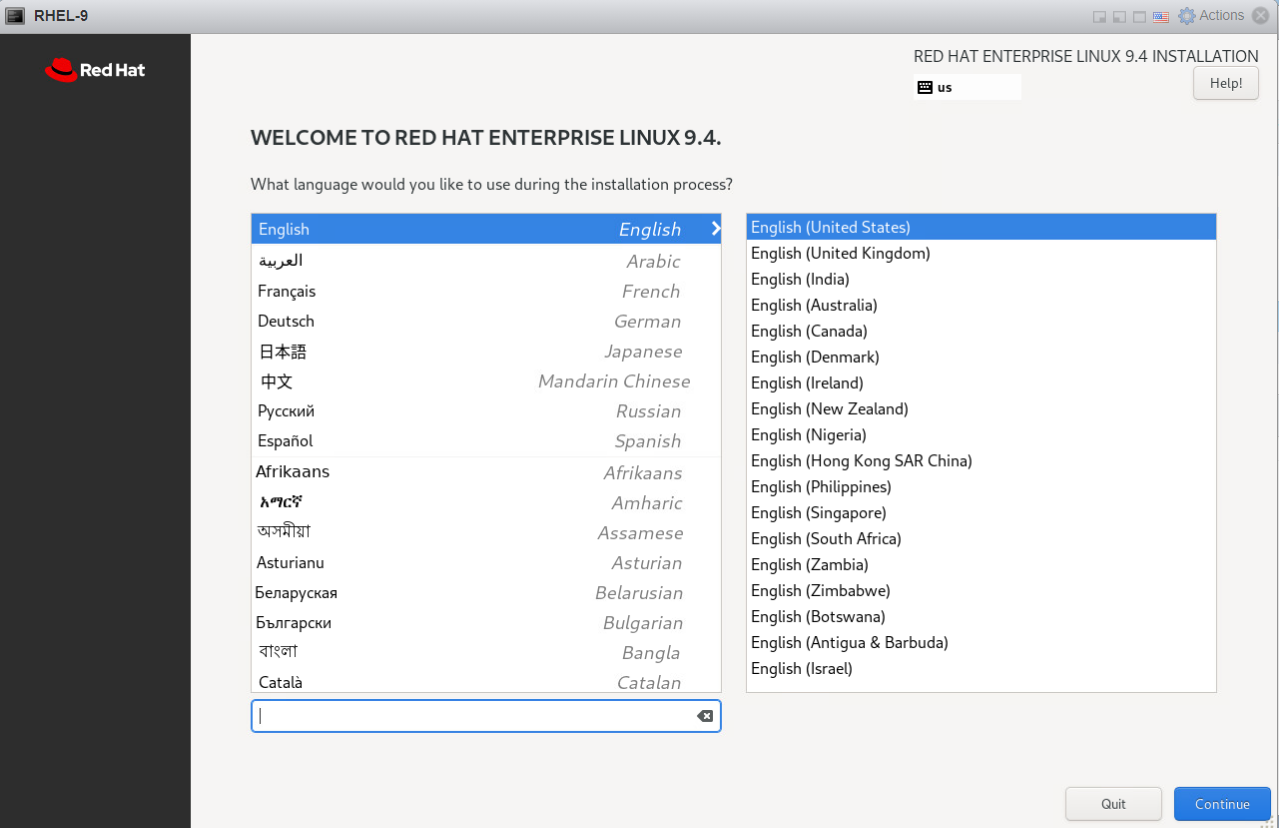 RHEL-9
Actions
Red Hat
RED HAT ENTERPRISE LINUX 9.4 INSTALLATION
us
Help!
WELCOME TO RED HAT ENTERPRISE LINUX 9.4.
What language would you like to use during the installation process?
English English
العربية Arabic
Français French
Deutsch German
日本語 Japanese
中文 Mandarin Chinese
Русский Russian
Español Spanish
Afrikaans Afrikaans
አማርኛ Amharic
অসমীয়া Assamese
Asturianu Asturian
Беларуская Belarusian
Български Bulgarian
বাংলা Bangla
Català Catalan
English (United States)
English (United Kingdom)
English (India)
English (Australia)
English (Canada)
English (Denmark)
English (Ireland)
English (New Zealand)
English (Nigeria)
English (Hong Kong SAR China)
English (Philippines)
English (Singapore)
English (South Africa)
English (Zambia)
English (Zimbabwe)
English (Botswana)
English (Antigua & Barbuda)
English (Israel)
Quit
Continue